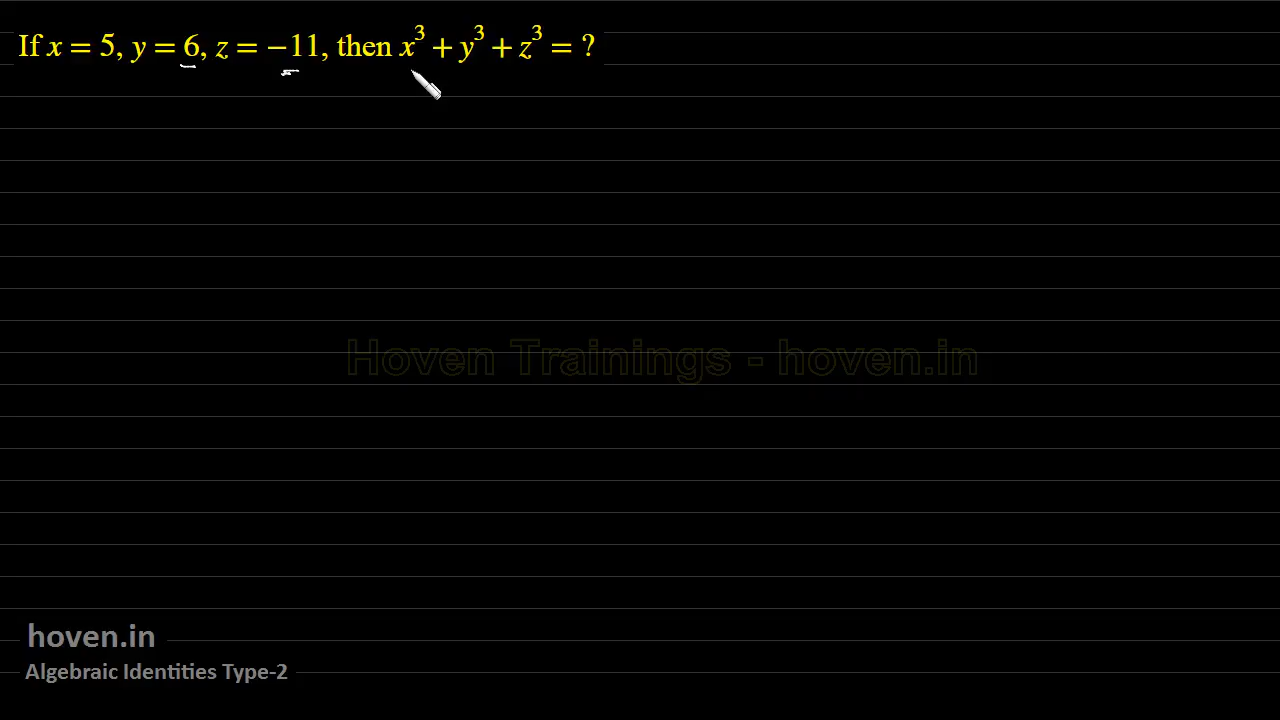 If x = 5, y = 6, z = −11, then x³ + y³ + z³ = ?
Hoven Trainings - hoven.in
hoven.in
Algebraic Identities Type-2